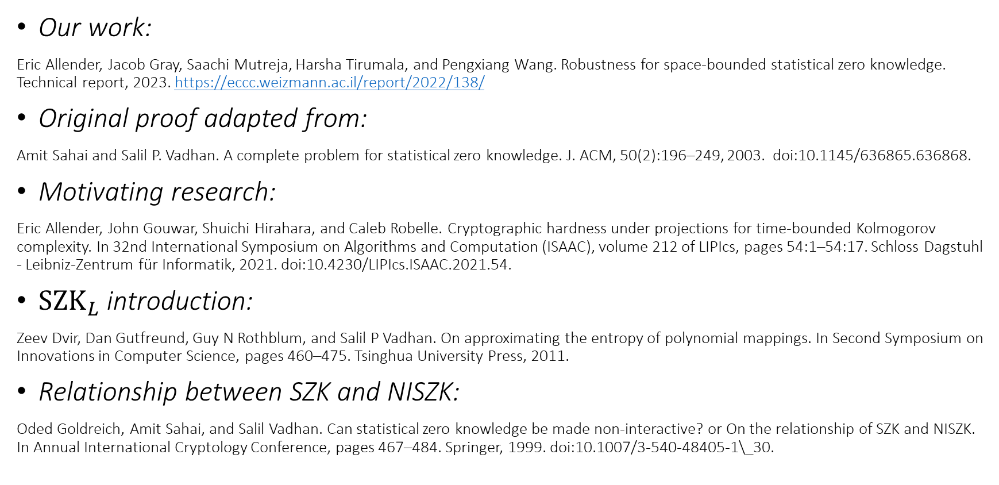 • Our work:
Eric Allender, Jacob Gray, Saachi Mutreja, Harsha Tirumala, and Pengxiang Wang. Robustness for space-bounded statistical zero knowledge.
Technical report, 2023. https://eccc.weizmann.ac.il/report/2022/138/
• Original proof adapted from:
Amit Sahai and Salil P. Vadhan. A complete problem for statistical zero knowledge. J. ACM, 50(2):196–249, 2003. doi:10.1145/636865.636868.
• Motivating research:
Eric Allender, John Gouwar, Shuichi Hirahara, and Caleb Robelle. Cryptographic hardness under projections for time-bounded Kolmogorov
complexity. In 32nd International Symposium on Algorithms and Computation (ISAAC), volume 212 of LIPIcs, pages 54:1–54:17. Schloss Dagstuhl
- Leibniz-Zentrum für Informatik, 2021. doi:10.4230/LIPIcs.ISAAC.2021.54.
• SZK_L introduction:
Zeev Dvir, Dan Gutfreund, Guy N Rothblum, and Salil P Vadhan. On approximating the entropy of polynomial mappings. In Second Symposium on
Innovations in Computer Science, pages 460–475. Tsinghua University Press, 2011.
• Relationship between SZK and NISZK:
Oded Goldreich, Amit Sahai, and Salil Vadhan. Can statistical zero knowledge be made non-interactive? or On the relationship of SZK and NISZK.
In Annual International Cryptology Conference, pages 467–484. Springer, 1999. doi:10.1007/3-540-48405-1\_30.